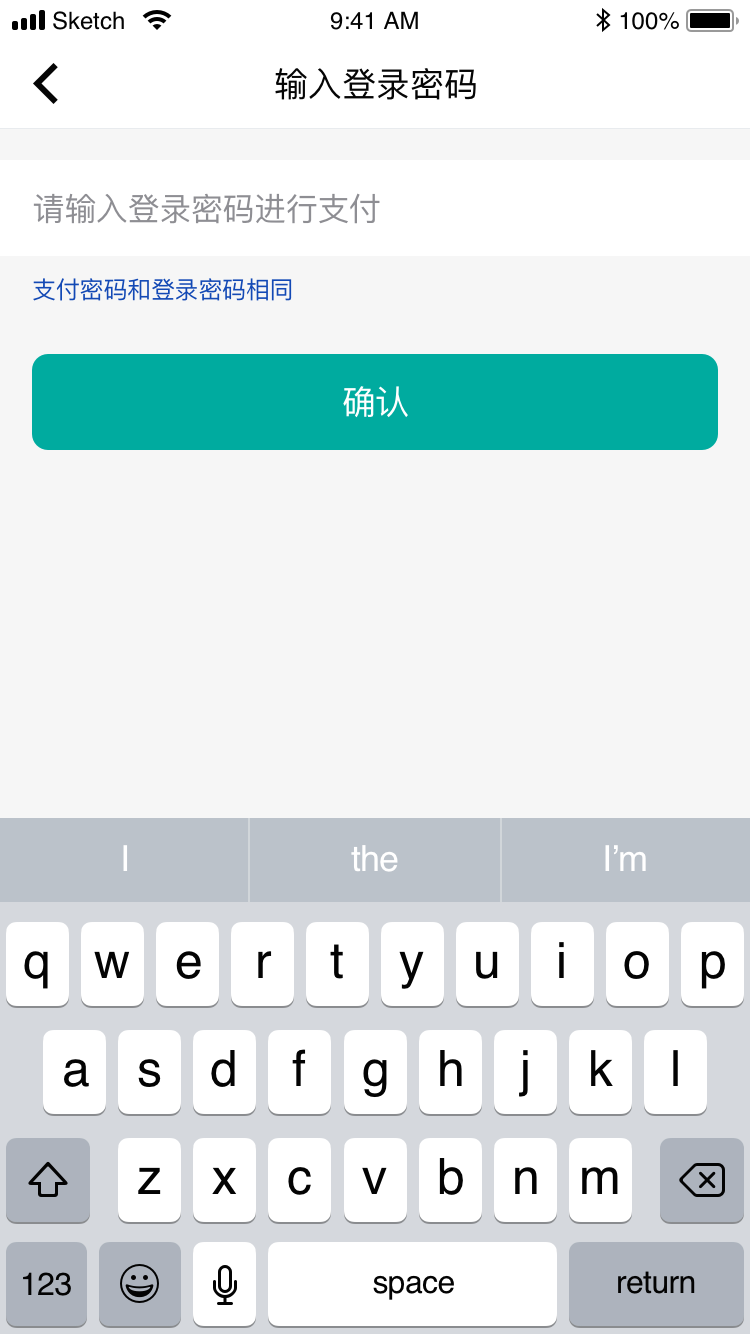 Sketch 9:41 AM 100%
输入登录密码
请输入登录密码进行支付
支付密码和登录密码相同
确认
I the I’m
q w e r t y u i o p
a s d f g h j k l
z x c v b n m
123 space return